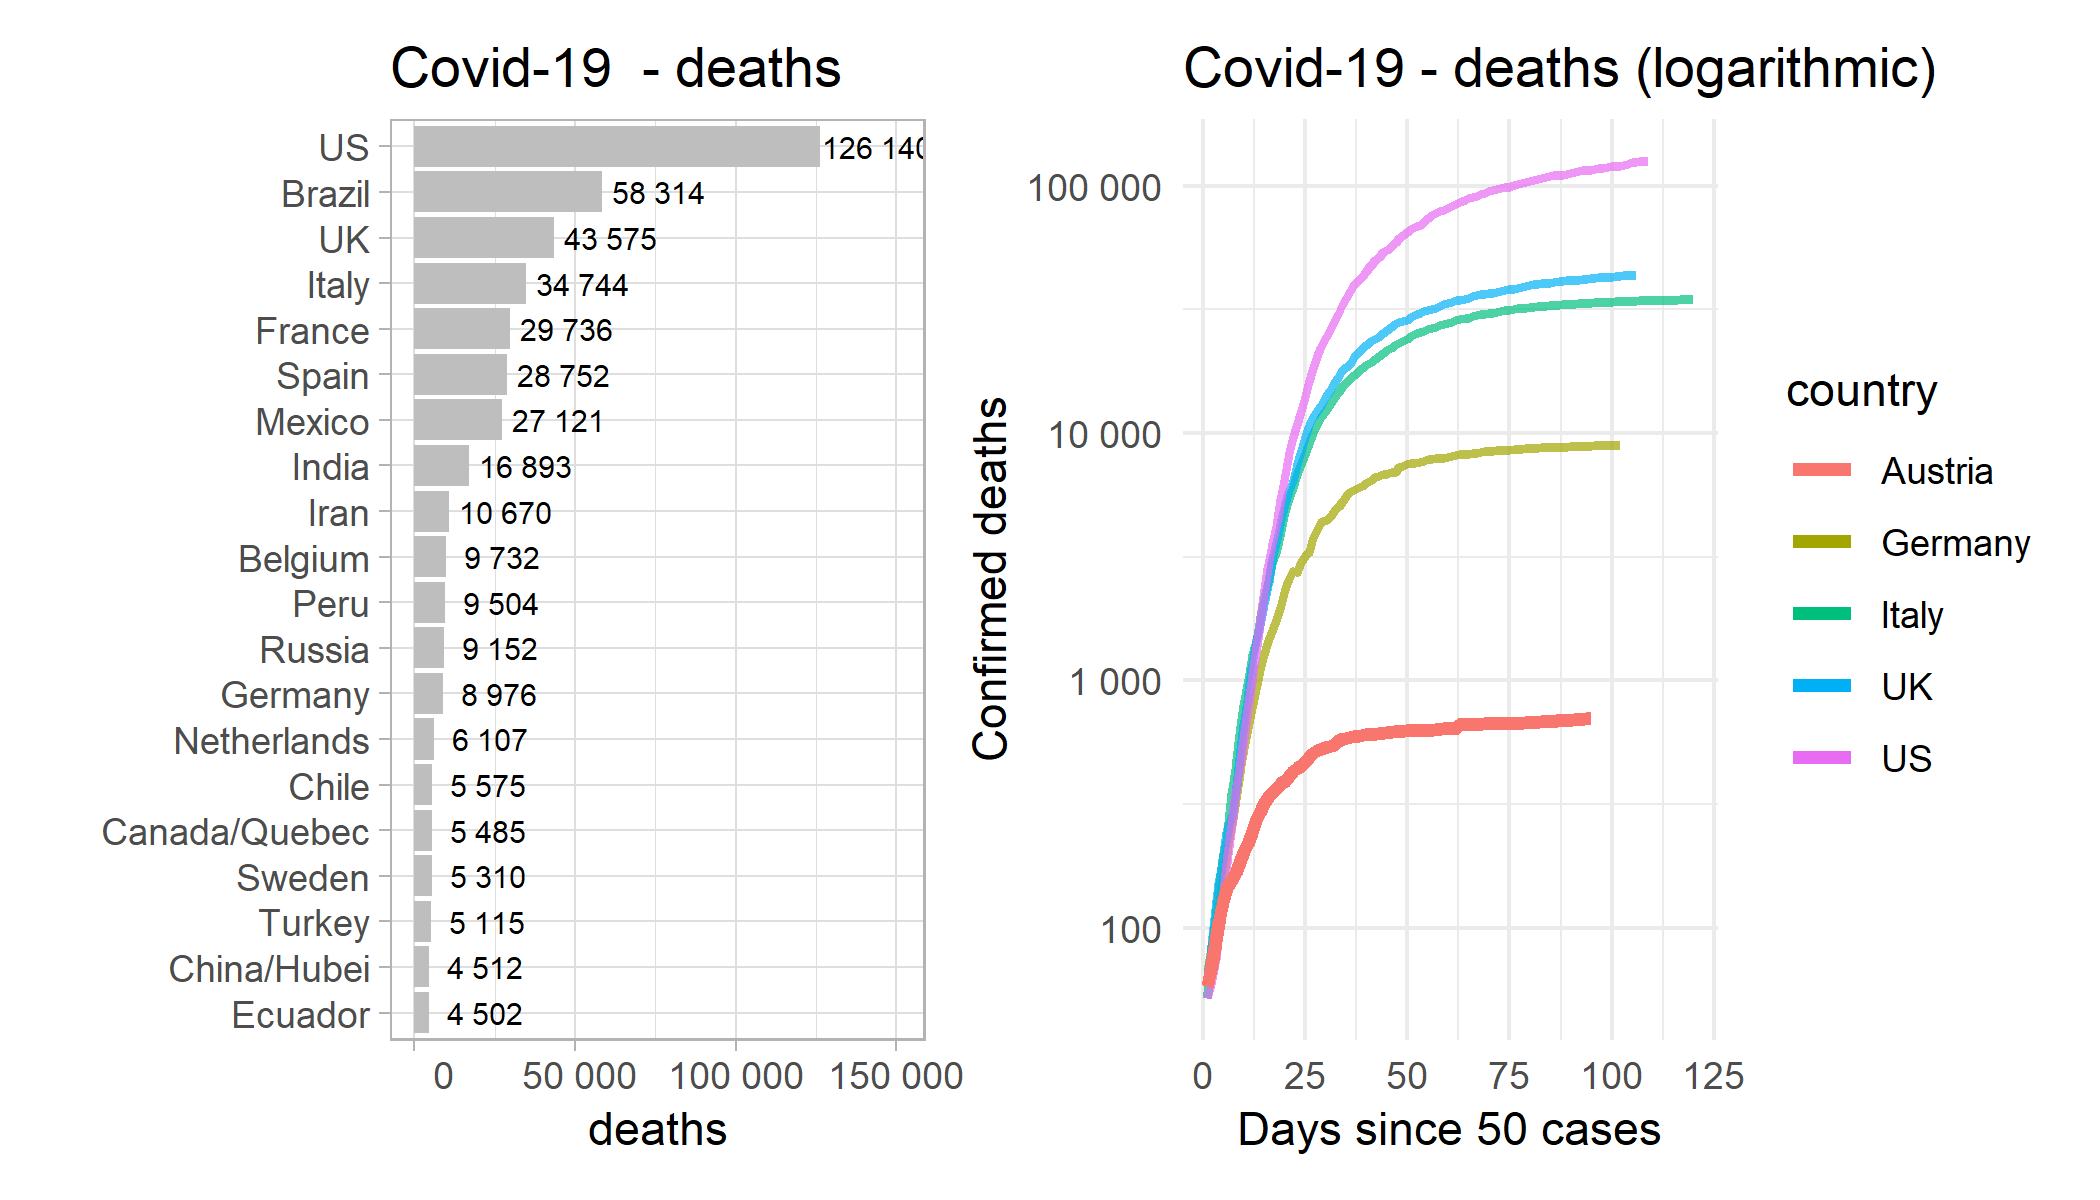 Covid-19  - deaths
US 126 140
Brazil 58 314
UK 43 575
Italy 34 744
France 29 736
Spain 28 752
Mexico 27 121
India 16 893
Iran 10 670
Belgium 9 732
Peru 9 504
Russia 9 152
Germany 8 976
Netherlands 6 107
Chile 5 575
Canada/Quebec 5 485
Sweden 5 310
Turkey 5 115
China/Hubei 4 512
Ecuador 4 502
0 50 000 100 000 150 000
deaths
Covid-19 - deaths (logarithmic)
Confirmed deaths
100 000
10 000
1 000
100
0 25 50 75 100 125
Days since 50 cases
country
Austria
Germany
Italy
UK
US